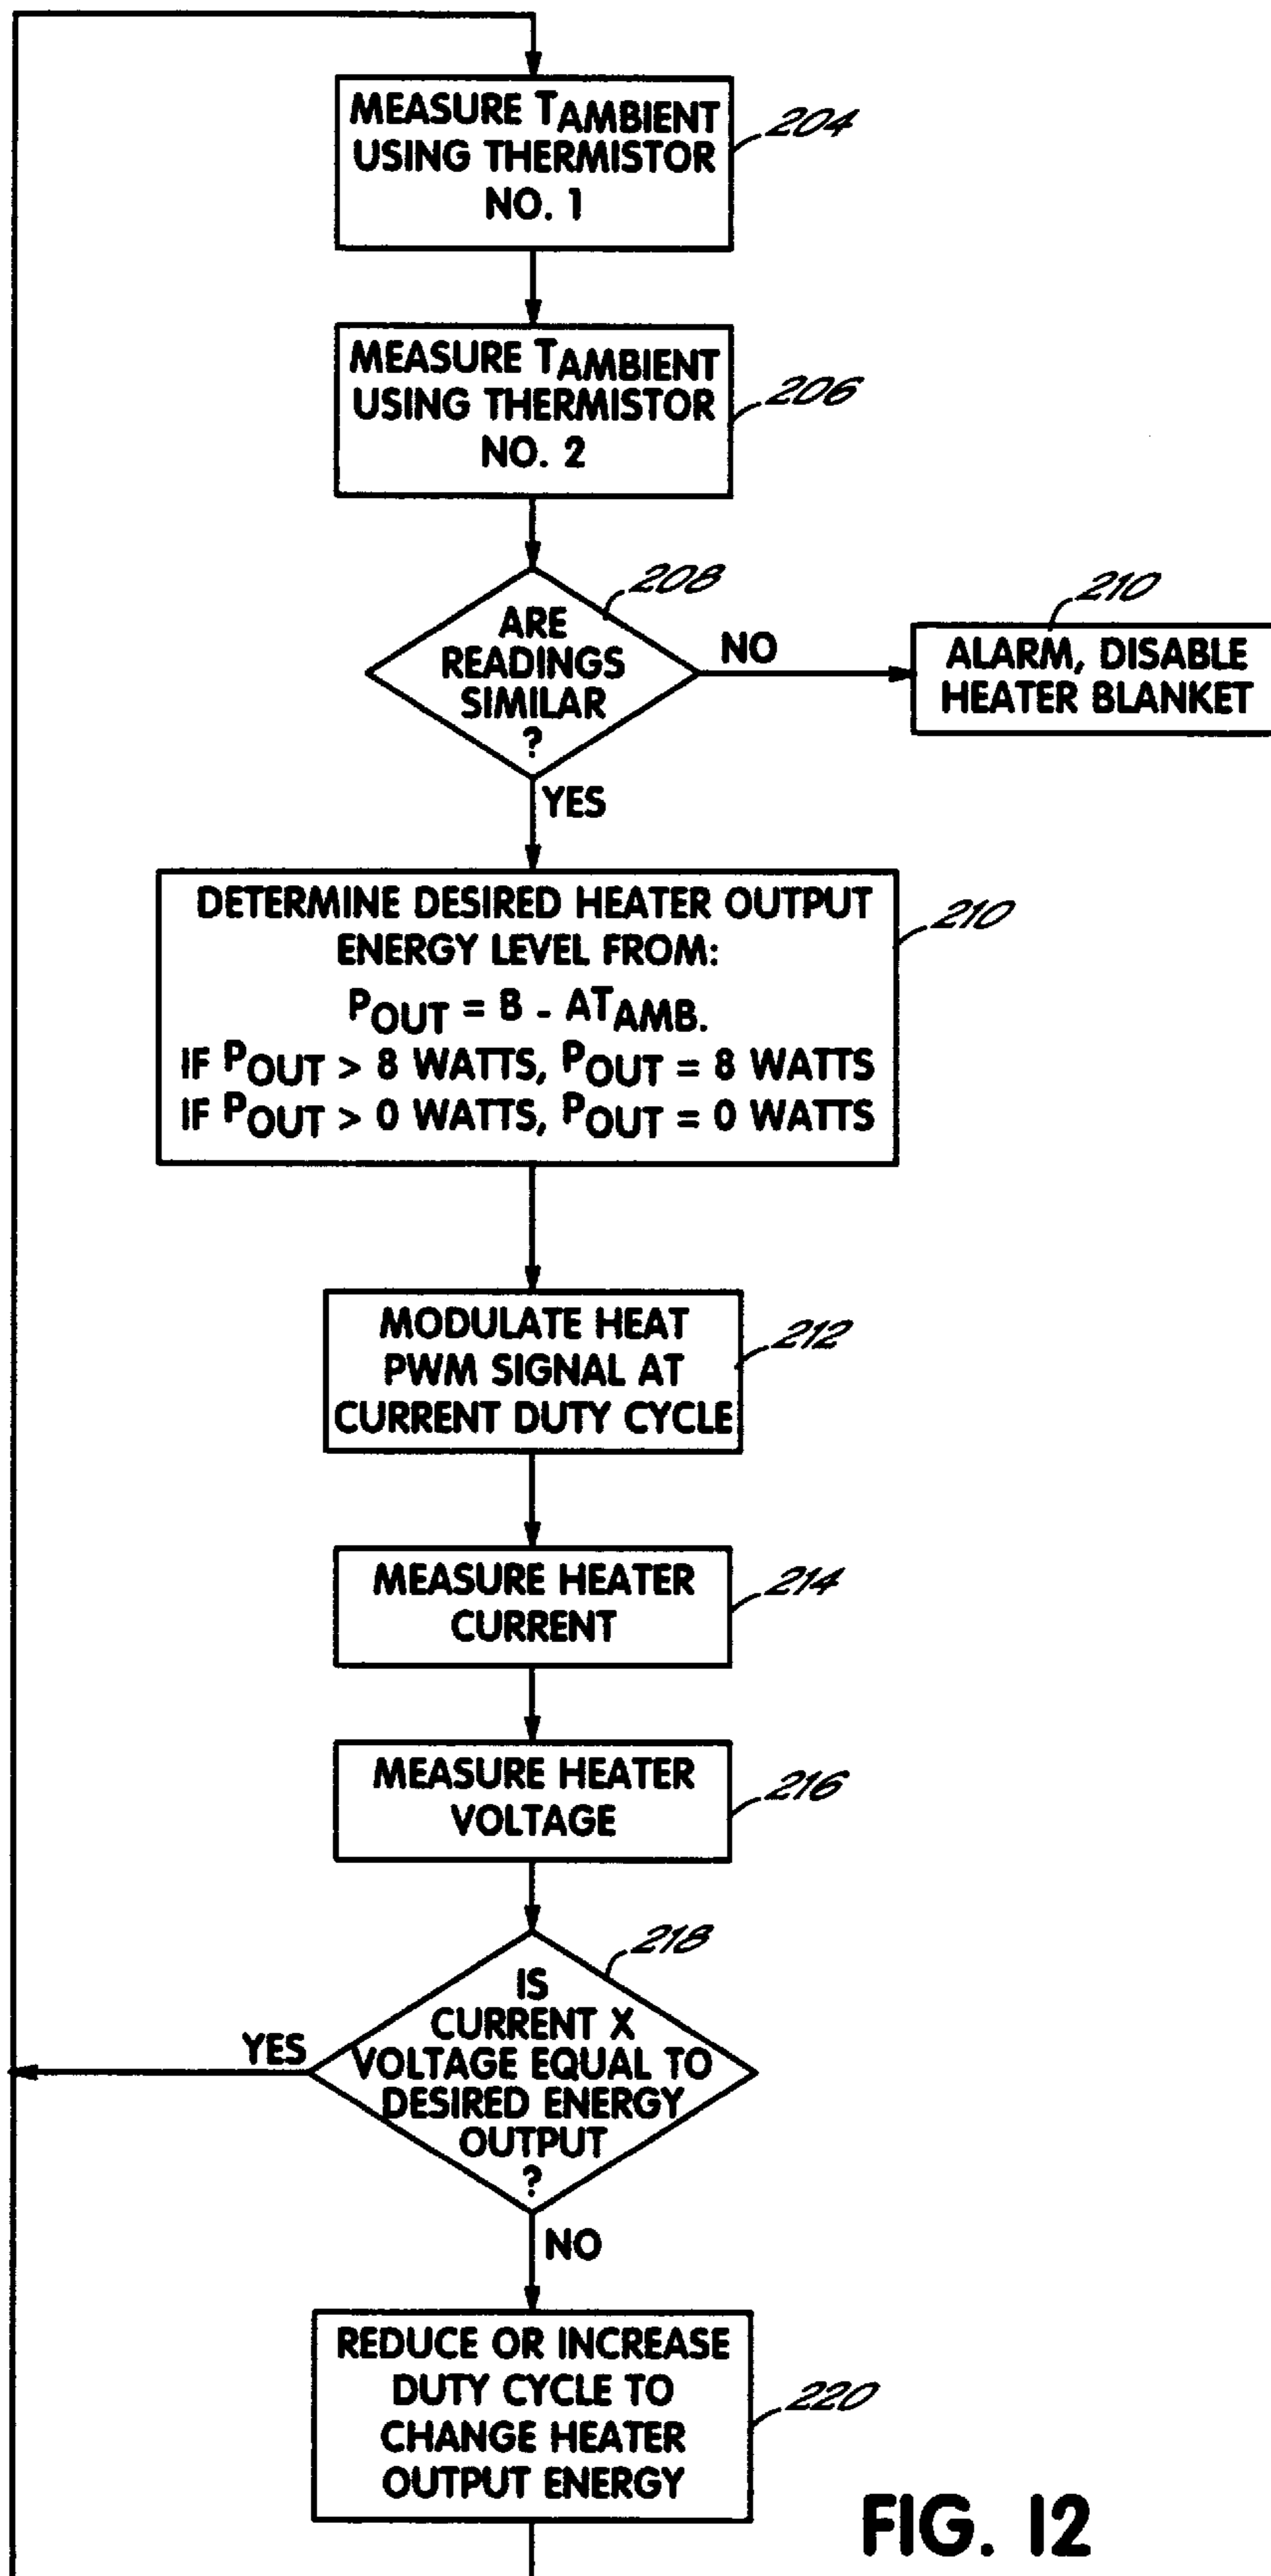 MEASURE TAMBIENT
USING THERMISTOR
NO. 1
204
MEASURE TAMBIENT
USING THERMISTOR
NO. 2
206
208
ARE
READINGS
SIMILAR
?
NO
210
ALARM, DISABLE
HEATER BLANKET
YES
DETERMINE DESIRED HEATER OUTPUT
ENERGY LEVEL FROM:
POUT = B - ATAMB.
IF POUT > 8 WATTS, POUT = 8 WATTS
IF POUT > 0 WATTS, POUT = 0 WATTS
210
MODULATE HEAT
PWM SIGNAL AT
CURRENT DUTY CYCLE
212
MEASURE HEATER
CURRENT
214
MEASURE HEATER
VOLTAGE
216
218
IS
CURRENT X
VOLTAGE EQUAL TO
DESIRED ENERGY
OUTPUT
?
YES
NO
REDUCE OR INCREASE
DUTY CYCLE TO
CHANGE HEATER
OUTPUT ENERGY
220
FIG. 12